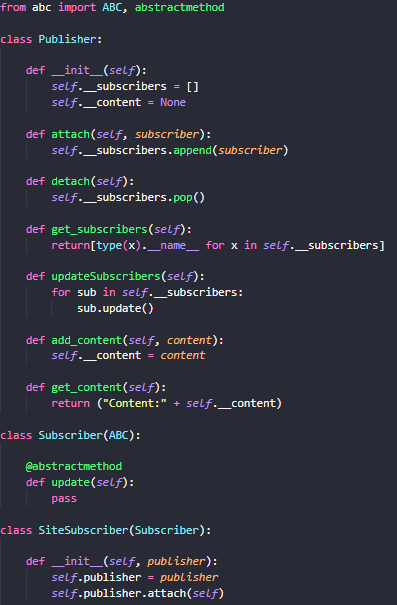 from abc import ABC, abstractmethod
class Publisher:
    def __init__(self):
        self.__subscribers = []
        self.__content = None
    def attach(self, subscriber):
        self.__subscribers.append(subscriber)
    def detach(self):
        self.__subscribers.pop()
    def get_subscribers(self):
        return[type(x).__name__ for x in self.__subscribers]
    def updateSubscribers(self):
        for sub in self.__subscribers:
            sub.update()
    def add_content(self, content):
        self.__content = content
    def get_content(self):
        return ("Content:" + self.__content)
class Subscriber(ABC):
    @abstractmethod
    def update(self):
        pass
class SiteSubscriber(Subscriber):
    def __init__(self, publisher):
        self.publisher = publisher
        self.publisher.attach(self)